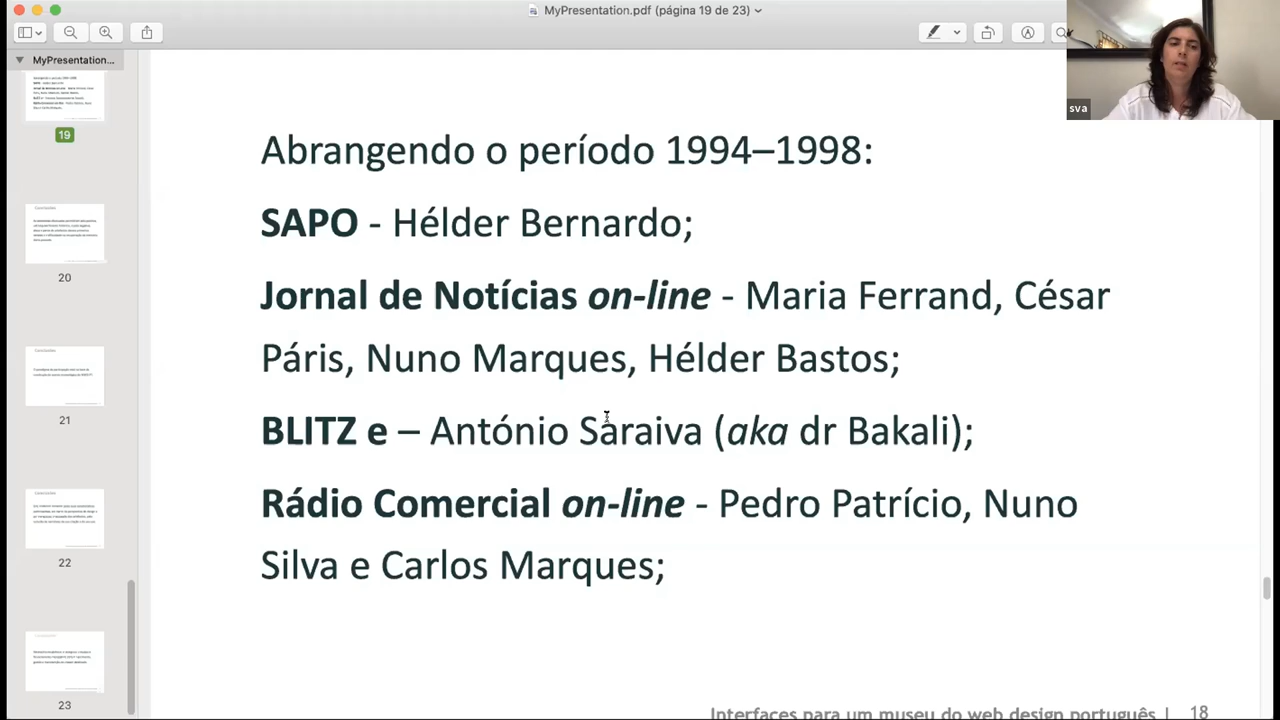 MyPresentation.pdf (página 19 de 23)
MyPresentation...
sva
19
20
21
22
23
Abrangendo o período 1994–1998:
SAPO - Hélder Bernardo;
Jornal de Notícias on-line - Maria Ferrand, César
Páris, Nuno Marques, Hélder Bastos;
BLITZ e – António Saraiva (aka dr Bakali);
Rádio Comercial on-line - Pedro Patrício, Nuno
Silva e Carlos Marques;
Interfaces para um museu do web design português | 18